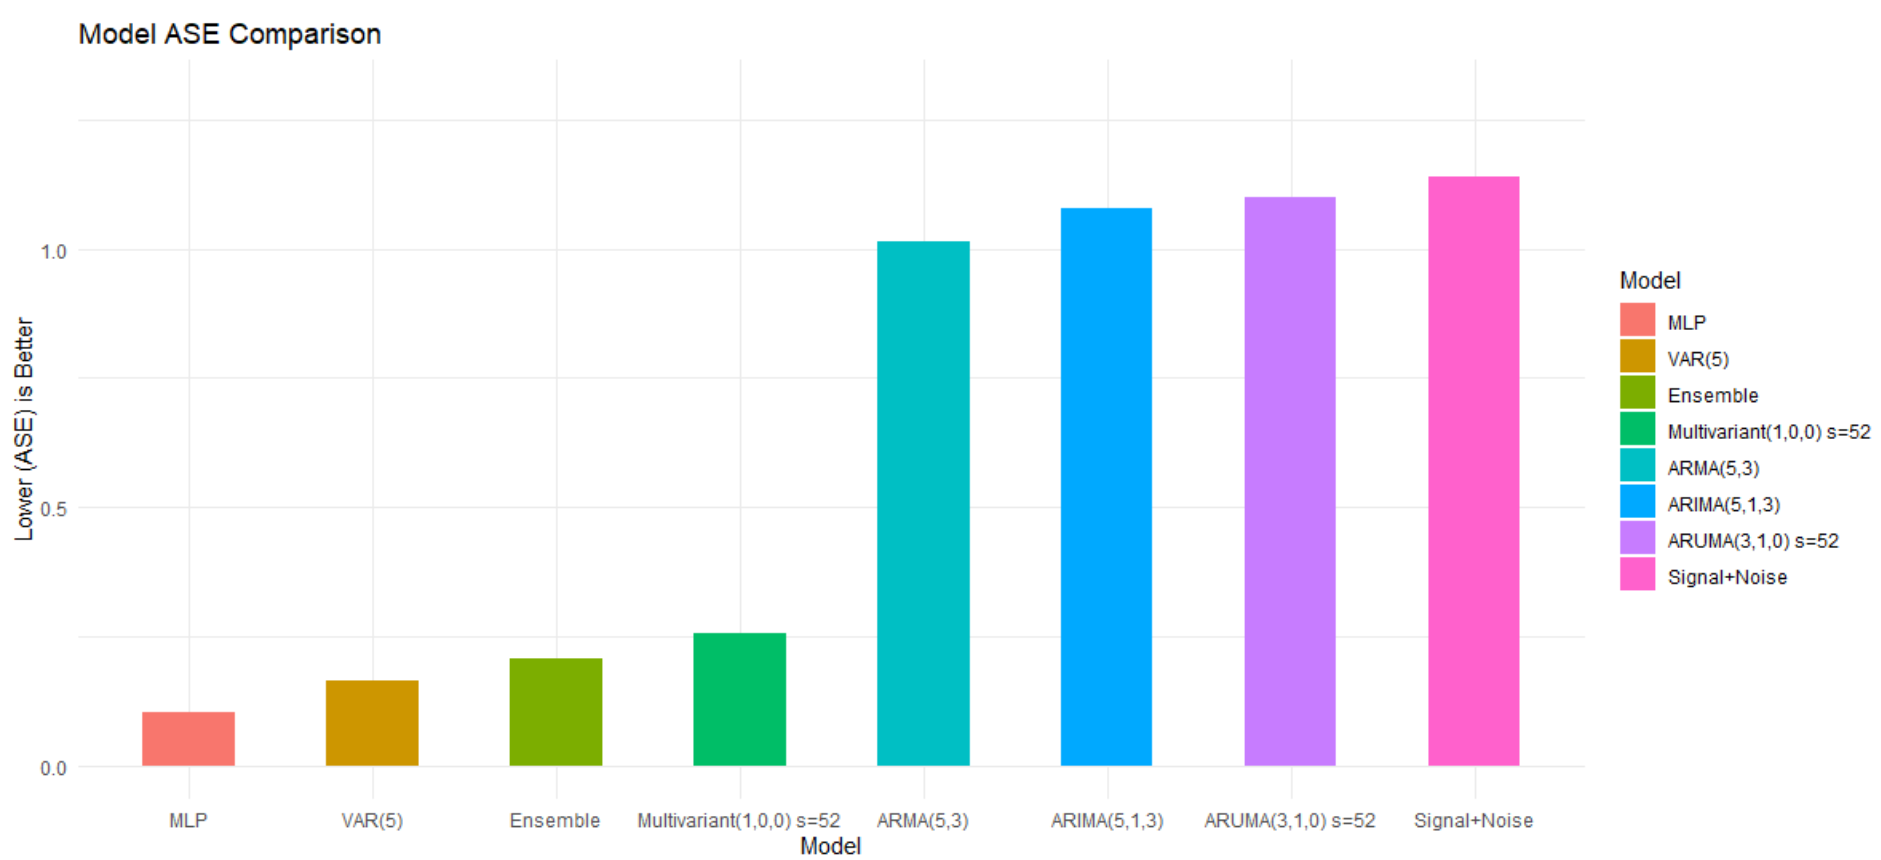 Model ASE Comparison
Lower (ASE) is Better
1.0
0.5
0.0
MLP
VAR(5)
Ensemble
Multivariant(1,0,0) s=52
ARMA(5,3)
ARIMA(5,1,3)
ARUMA(3,1,0) s=52
Signal+Noise
Model
Model
MLP
VAR(5)
Ensemble
Multivariant(1,0,0) s=52
ARMA(5,3)
ARIMA(5,1,3)
ARUMA(3,1,0) s=52
Signal+Noise